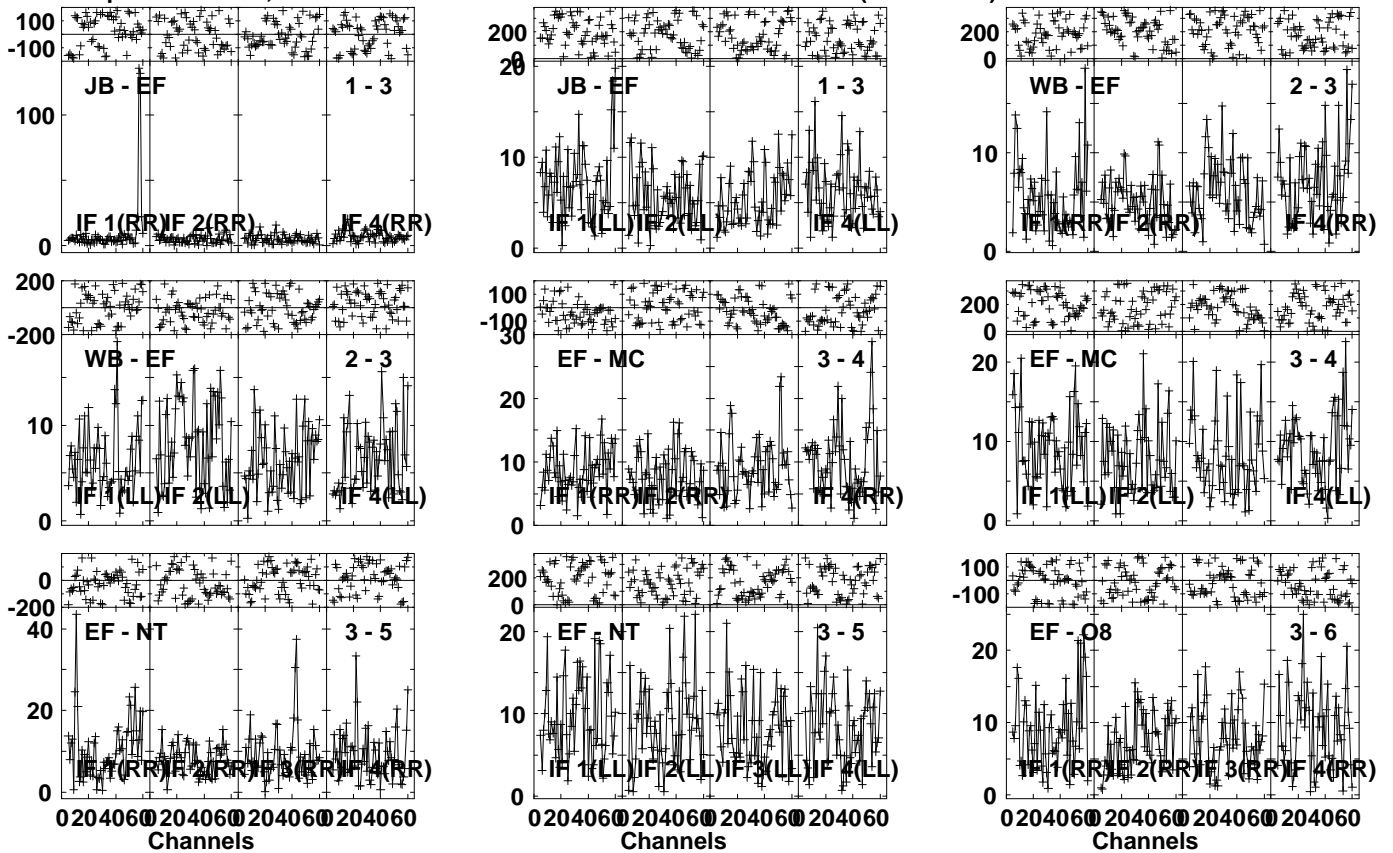 100
-100
JB - EF
1 - 3
100
0
IF 1(RR)
IF 2(RR)
IF 4(RR)
200
0
20
JB - EF
1 - 3
10
0
IF 1(LL)
IF 2(LL)
IF 4(LL)
200
0
WB - EF
2 - 3
10
0
IF 1(RR)
IF 2(RR)
IF 4(RR)
200
-200
WB - EF
2 - 3
10
0
IF 1(LL)
IF 2(LL)
IF 4(LL)
100
-100
30
EF - MC
3 - 4
20
10
0
IF 1(RR)
IF 2(RR)
IF 4(RR)
200
0
EF - MC
3 - 4
20
10
0
IF 1(LL)
IF 2(LL)
IF 4(LL)
0
-200
EF - NT
3 - 5
40
20
0
IF 1(RR)
IF 2(RR)
IF 3(RR)
IF 4(RR)
0 20 40 60 0 20 40 60 0 20 40 60 0 20 40 60
Channels
200
0
EF - NT
3 - 5
20
10
0
IF 1(LL)
IF 2(LL)
IF 3(LL)
IF 4(LL)
0 20 40 60 0 20 40 60 0 20 40 60 0 20 40 60
Channels
100
-100
EF - O8
3 - 6
20
10
0
IF 1(RR)
IF 2(RR)
IF 3(RR)
IF 4(RR)
0 20 40 60 0 20 40 60 0 20 40 60 0 20 40 60
Channels